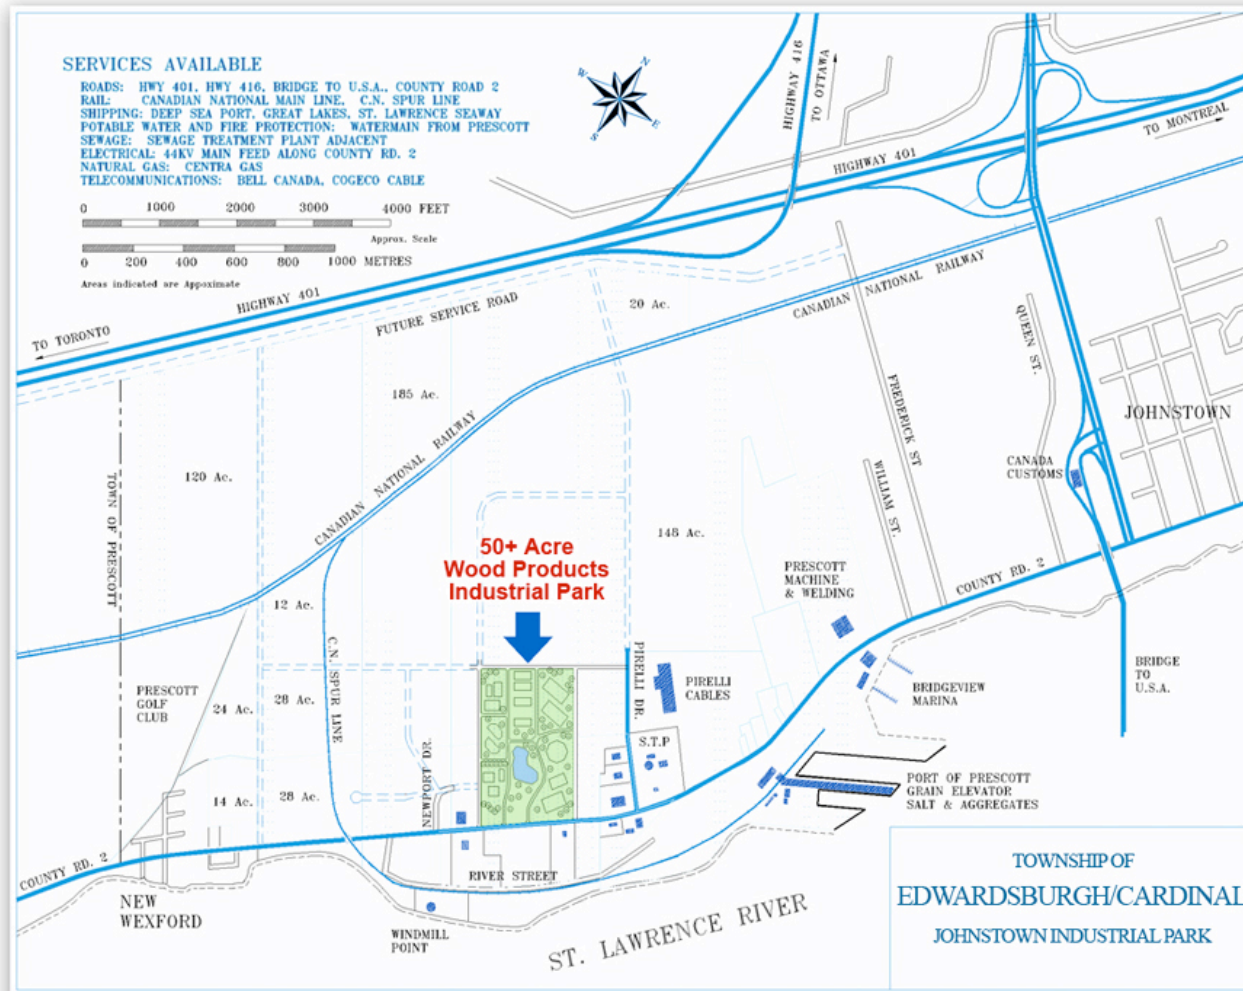 SERVICES AVAILABLE
ROADS: HWY 401, HWY 416, BRIDGE TO U.S.A., COUNTY ROAD 2
RAIL: CANADIAN NATIONAL MAIN LINE, C.N. SPUR LINE
SHIPPING: DEEP SEA PORT, GREAT LAKES, ST. LAWRENCE SEAWAY
POTABLE WATER AND FIRE PROTECTION: WATERMAIN FROM PRESCOTT
SEWAGE: SEWAGE TREATMENT PLANT ADJACENT
ELECTRICAL: 44KV MAIN FEED ALONG COUNTY RD. 2
NATURAL GAS: CENTRA GAS
TELECOMMUNICATIONS: BELL CANADA, COGECO CABLE
0 1000 2000 3000 4000 FEET
Approx. Scale
0 200 400 600 800 1000 METRES
Areas indicated are Appoximate
N
W
E
S
HIGHWAY 416
TO OTTAWA
HIGHWAY 401
TO MONTREAL
HIGHWAY 401
TO TORONTO
FUTURE SERVICE ROAD
20 Ac.
CANADIAN NATIONAL RAILWAY
QUEEN ST.
FREDERICK ST
WILLIAM ST.
JOHNSTOWN
CANADA
CUSTOMS
185 Ac.
CANADIAN NATIONAL RAILWAY
120 Ac.
TOWN OF PRESCOTT
148 Ac.
50+ Acre
Wood Products
Industrial Park
PRESCOTT
MACHINE
& WELDING
COUNTY RD. 2
12 Ac.
C.N. SPUR LINE
PIRELLI DR.
PIRELLI
CABLES
BRIDGEVIEW
MARINA
BRIDGE
TO
U.S.A.
PRESCOTT
GOLF
CLUB
24 Ac.
28 Ac.
S.T.P
NEWPORT DR.
14 Ac.
28 Ac.
PORT OF PRESCOTT
GRAIN ELEVATOR
SALT & AGGREGATES
COUNTY RD. 2
RIVER STREET
NEW
WEXFORD
WINDMILL
POINT
ST. LAWRENCE RIVER
TOWNSHIP OF
EDWARDSBURGH/CARDINAL
JOHNSTOWN INDUSTRIAL PARK